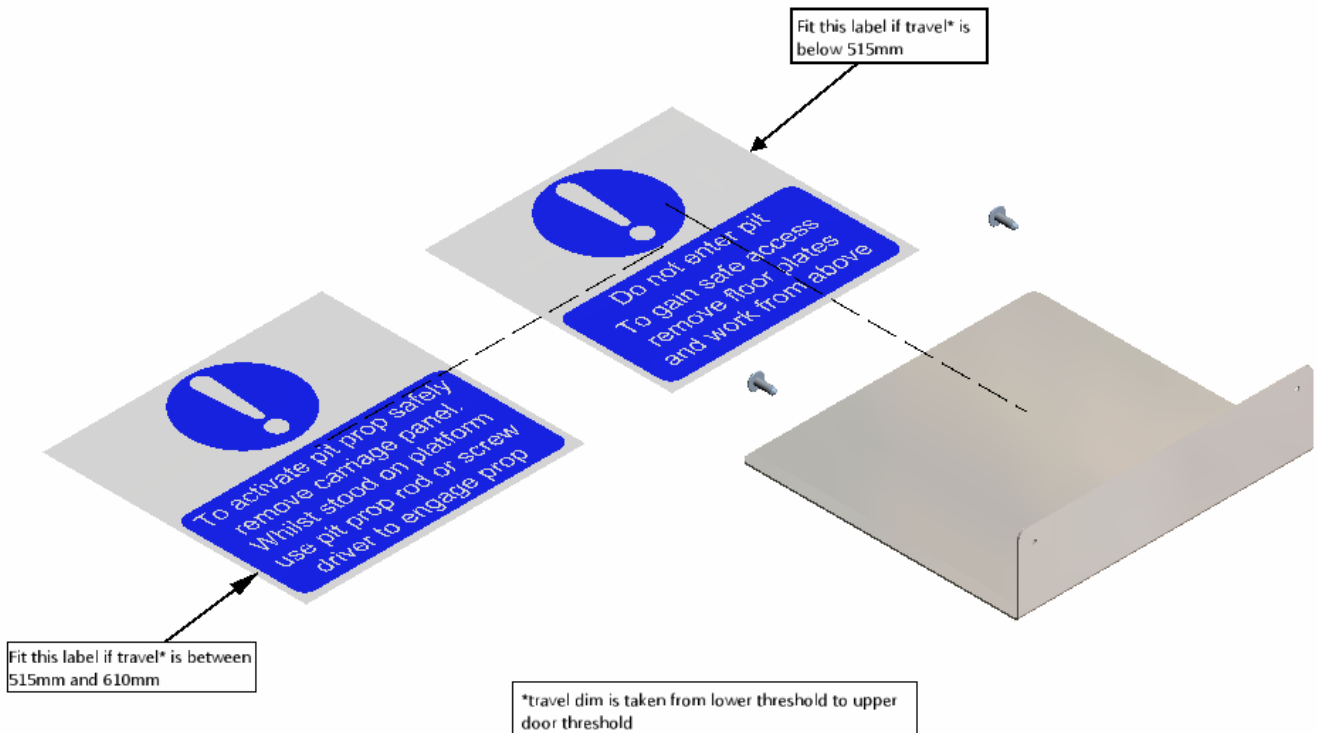 Fit this label if travel* is
below 515mm
Do not enter pit
To gain safe access
remove floor plates
and work from above
To activate pit prop safely
remove carriage panel.
Whilst stood on platform
use pit prop rod or screw
driver to engage prop
Fit this label if travel* is between
515mm and 610mm
*travel dim is taken from lower threshold to upper
door threshold